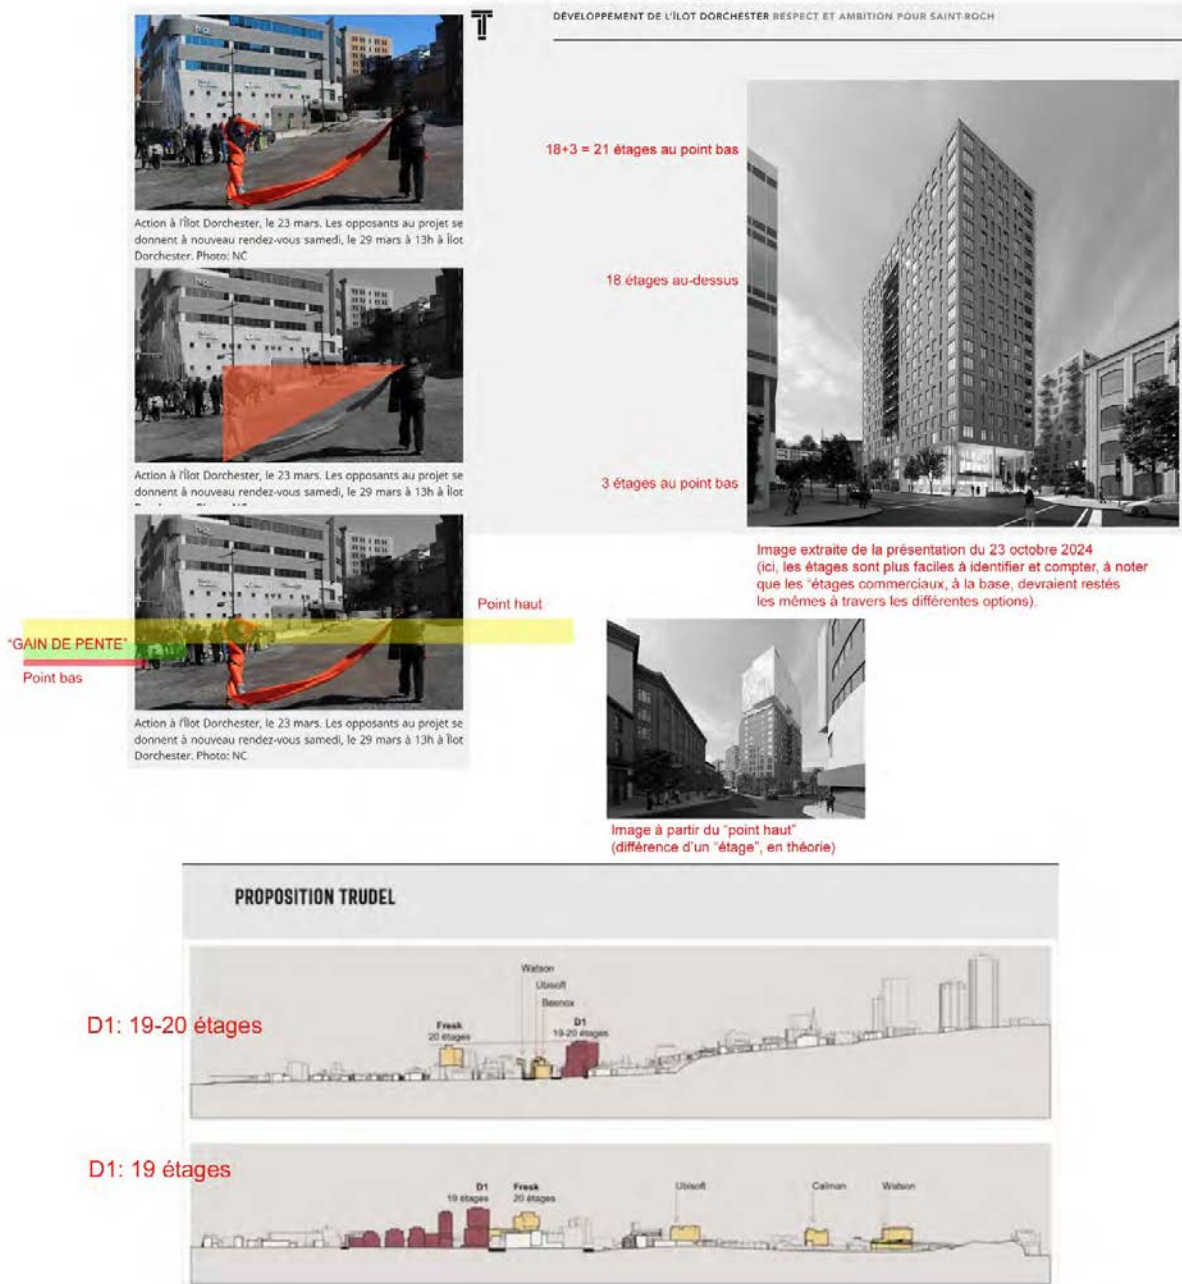 DÉVELOPPEMENT DE L'ÎLOT DORCHESTER RESPECT ET AMBITION POUR SAINT-ROCH
Action à l'Îlot Dorchester, le 23 mars. Les opposants au projet se
donnent à nouveau rendez-vous samedi, le 29 mars à 13h à Îlot
Dorchester. Photo: NC
18+3 = 21 étages au point bas
18 étages au-dessus
3 étages au point bas
Action à l'Îlot Dorchester, le 23 mars. Les opposants au projet se
donnent à nouveau rendez-vous samedi, le 29 mars à 13h à Îlot
Image extraite de la présentation du 23 octobre 2024
(ici, les étages sont plus faciles à identifier et compter, à noter
que les "étages commerciaux, à la base, devraient restés
les mêmes à travers les différentes options).
Point haut
"GAIN DE PENTE"
Point bas
Action à l'Îlot Dorchester, le 23 mars. Les opposants au projet se
donnent à nouveau rendez-vous samedi, le 29 mars à 13h à Îlot
Dorchester. Photo: NC
Image à partir du "point haut"
(différence d'un "étage", en théorie)
PROPOSITION TRUDEL
D1: 19-20 étages
Watson
Ubisoft
Beenox
Fresk
20 étages
D1
19-20 étages
D1: 19 étages
D1
19 étages
Fresk
20 étages
Ubisoft
Calman
Watson